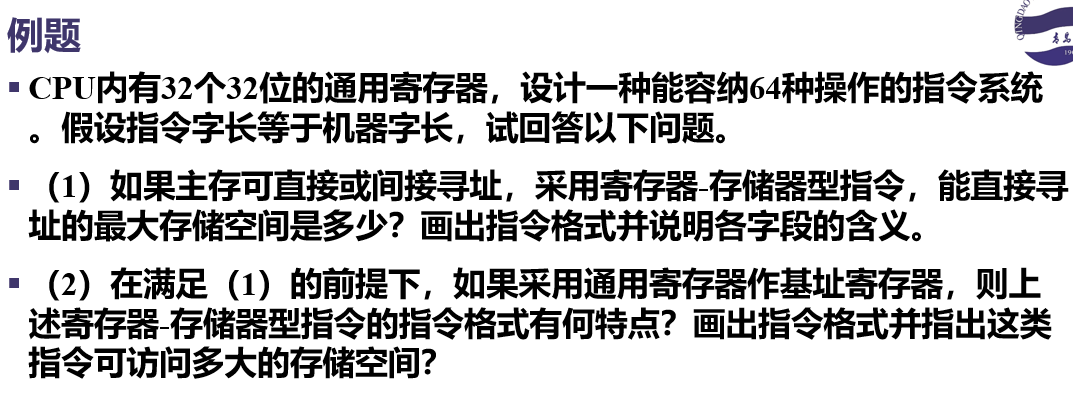 例题
QINGDAO
青岛
▪ CPU内有32个32位的通用寄存器，设计一种能容纳64种操作的指令系统
。假设指令字长等于机器字长，试回答以下问题。
▪ （1）如果主存可直接或间接寻址，采用寄存器-存储器型指令，能直接寻
址的最大存储空间是多少？画出指令格式并说明各字段的含义。
▪ （2）在满足（1）的前提下，如果采用通用寄存器作基址寄存器，则上
述寄存器-存储器型指令的指令格式有何特点？画出指令格式并指出这类
指令可访问多大的存储空间？